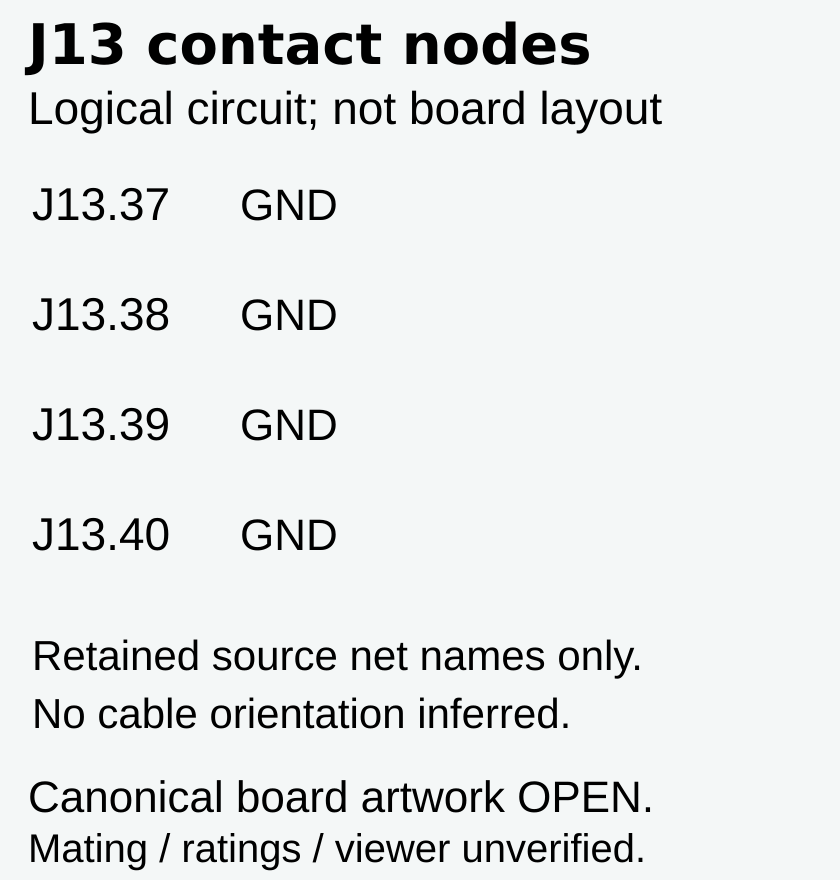 J13 contact nodes
Logical circuit; not board layout
J13.37 GND
J13.38 GND
J13.39 GND
J13.40 GND
Retained source net names only.
No cable orientation inferred.
Canonical board artwork OPEN.
Mating / ratings / viewer unverified.